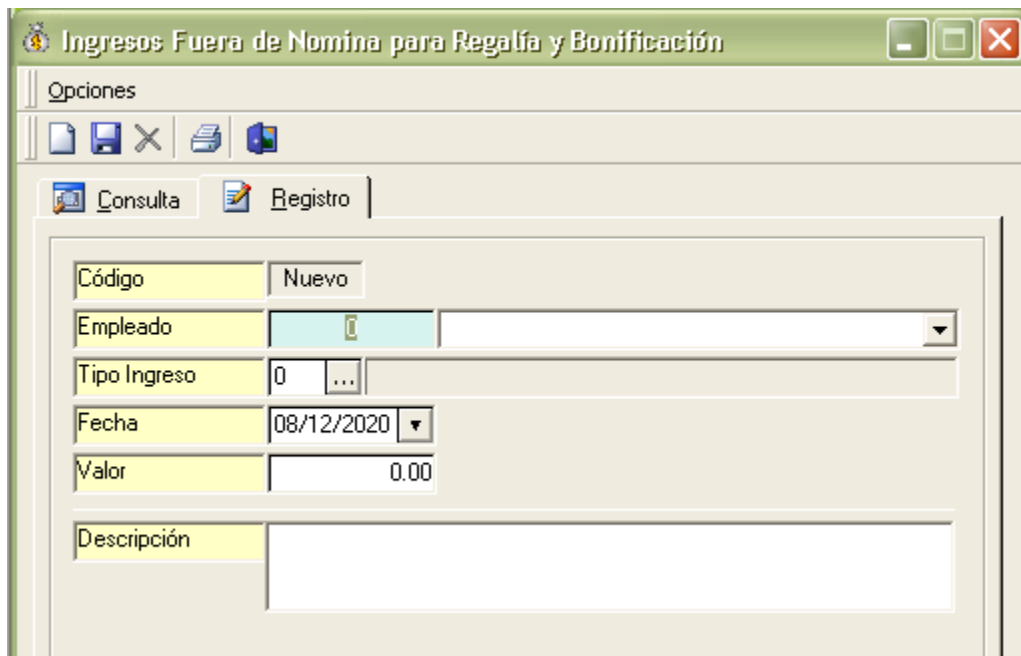 Ingresos Fuera de Nomina para Regalía y Bonificación
Opciones
Consulta Registro
Código Nuevo
Empleado 0
Tipo Ingreso 0 ...
Fecha 08/12/2020
Valor 0.00
Descripción